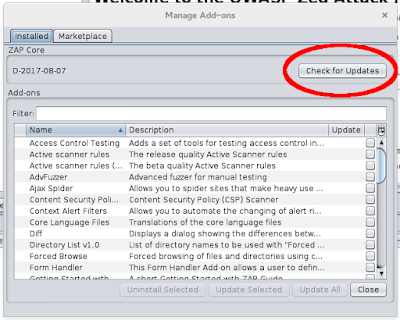 Welcome to the OWASP Zed Attack
Manage Add-ons
Installed Marketplace
ZAP Core
D-2017-08-07 Check for Updates
Add-ons
Filter:
Name Description Update
Access Control Testing Adds a set of tools for testing access control in...
Active scanner rules The release quality Active Scanner rules
Active scanner rules (... The beta quality Active Scanner rules
AdvFuzzer Advanced fuzzer for manual testing
Ajax Spider Allows you to spider sites that make heavy use ...
Content Security Polic... Content Security Policy (CSP) Scanner
Context Alert Filters Allows you to automate the changing of alert ri...
Core Language Files Translations of the core language files
Diff Displays a dialog showing the differences betw...
Directory List v1.0 List of directory names to be used with "Forced ...
Forced Browse Forced browsing of files and directories using c...
Form Handler This Form Handler Add-on allows a user to defin...
Getting Started with A short Getting Started with ZAP Guide
Uninstall Selected Update Selected Update All Close